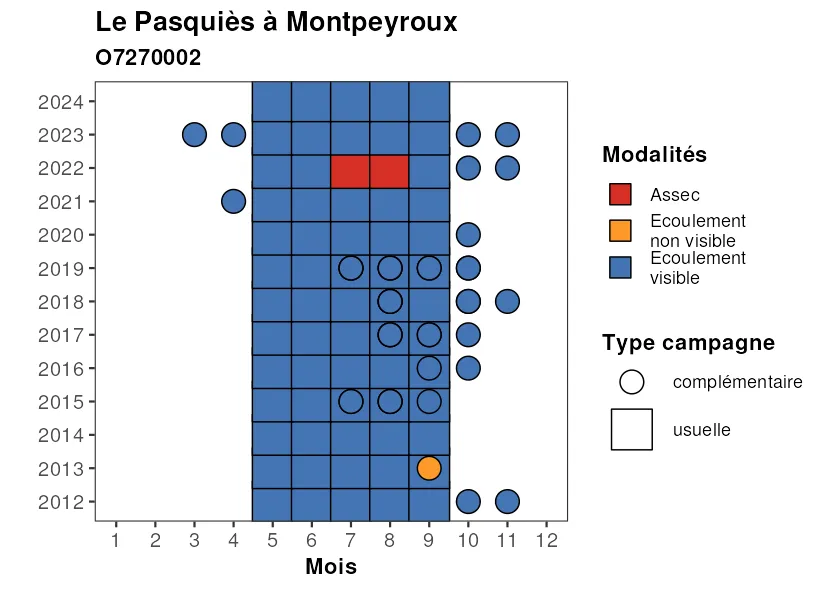 Le Pasquiès à Montpeyroux
O7270002
2024
2023
2022
2021
2020
2019
2018
2017
2016
2015
2014
2013
2012
1 2 3 4 5 6 7 8 9 10 11 12
Mois
Modalités
Assec
Ecoulement
non visible
Ecoulement
visible
Type campagne
complémentaire
usuelle